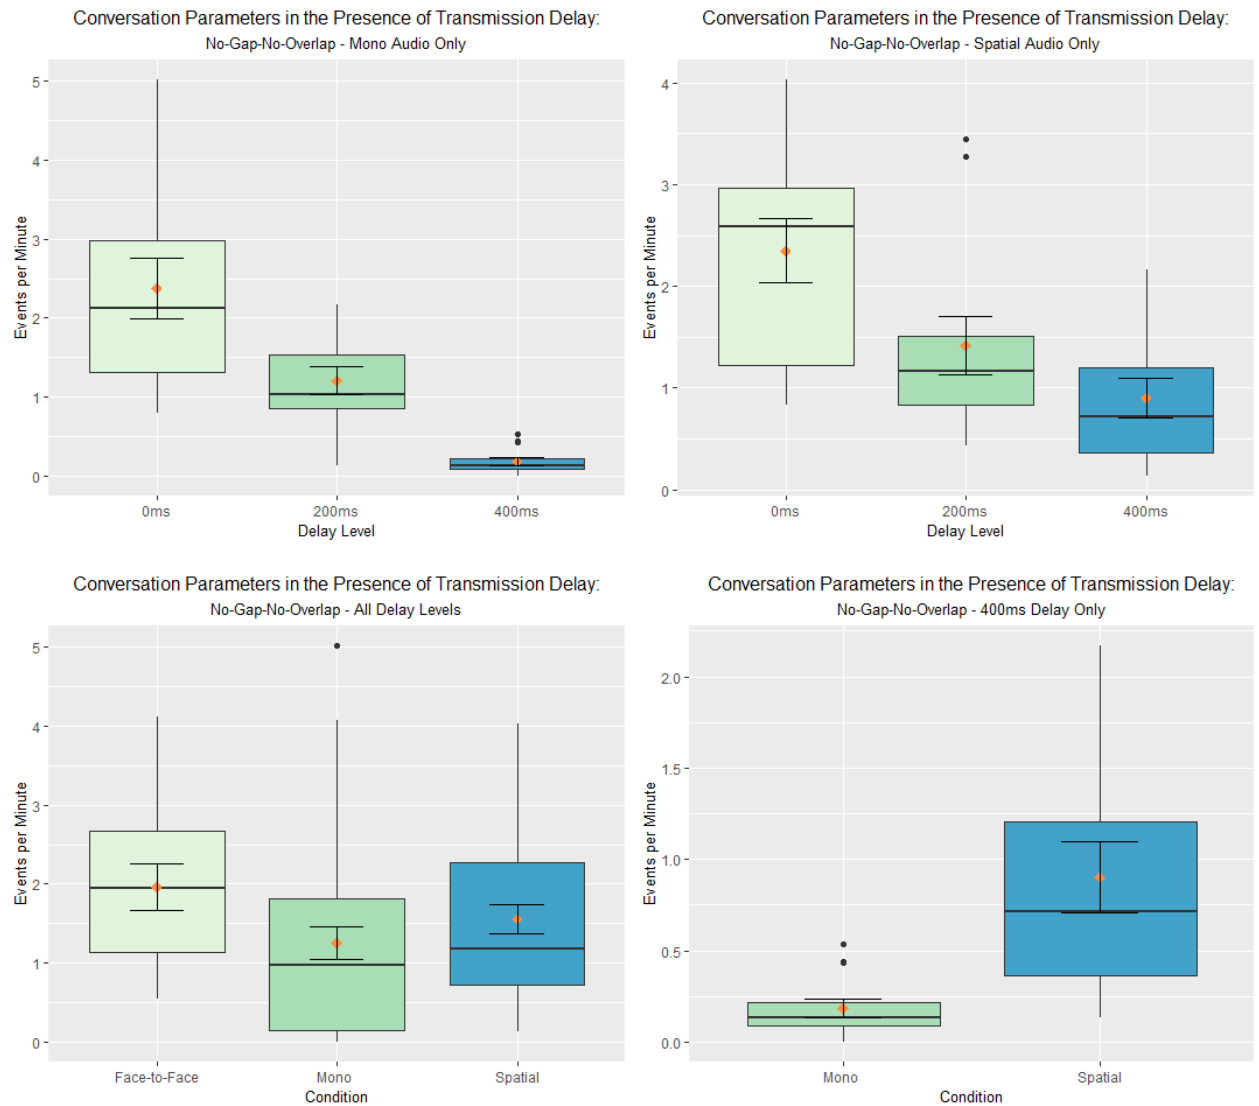 Conversation Parameters in the Presence of Transmission Delay:
No-Gap-No-Overlap - Mono Audio Only
Events per Minute
5
4
3
2
1
0
0ms 200ms 400ms
Delay Level
Conversation Parameters in the Presence of Transmission Delay:
No-Gap-No-Overlap - Spatial Audio Only
Events per Minute
4
3
2
1
0
0ms 200ms 400ms
Delay Level
Conversation Parameters in the Presence of Transmission Delay:
No-Gap-No-Overlap - All Delay Levels
Events per Minute
5
4
3
2
1
0
Face-to-Face Mono Spatial
Condition
Conversation Parameters in the Presence of Transmission Delay:
No-Gap-No-Overlap - 400ms Delay Only
Events per Minute
2.0
1.5
1.0
0.5
0.0
Mono Spatial
Condition